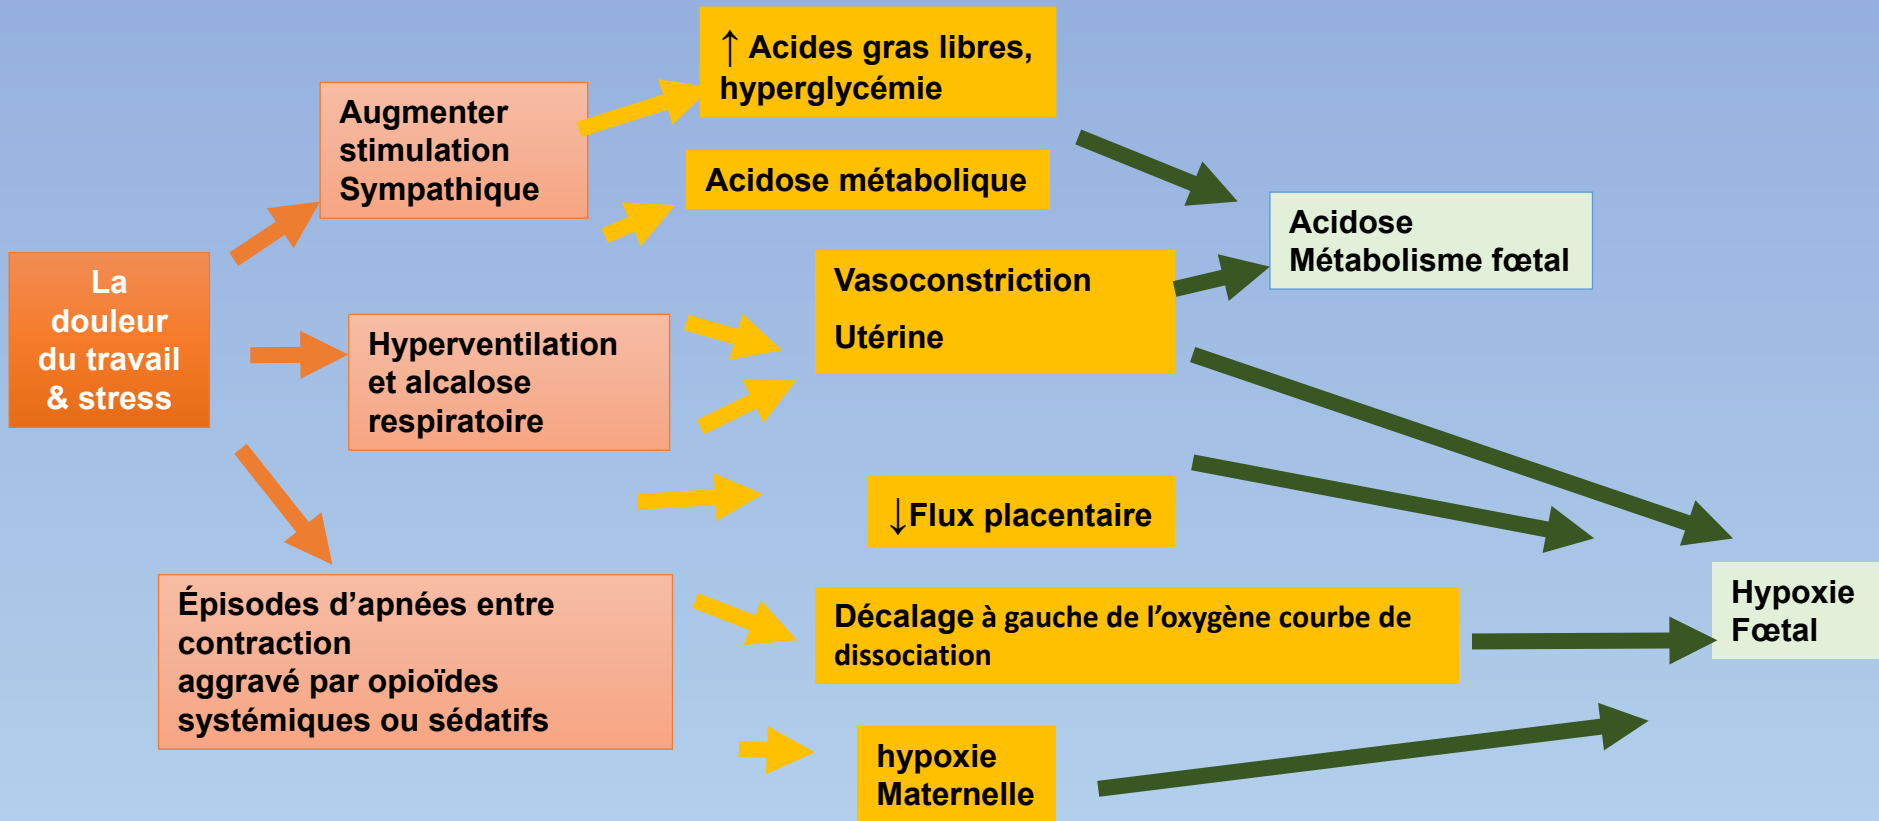 La
douleur
du travail
& stress
Augmenter
stimulation
Sympathique
Hyperventilation
et alcalose
respiratoire
Épisodes d’apnées entre
contraction
aggravé par opioïdes
systémiques ou sédatifs
↑ Acides gras libres,
hyperglycémie
Acidose métabolique
Vasoconstriction
Utérine
↓Flux placentaire
Décalage à gauche de l’oxygène courbe de
dissociation
hypoxie
Maternelle
Acidose
Métabolisme fœtal
Hypoxie
Fœtal